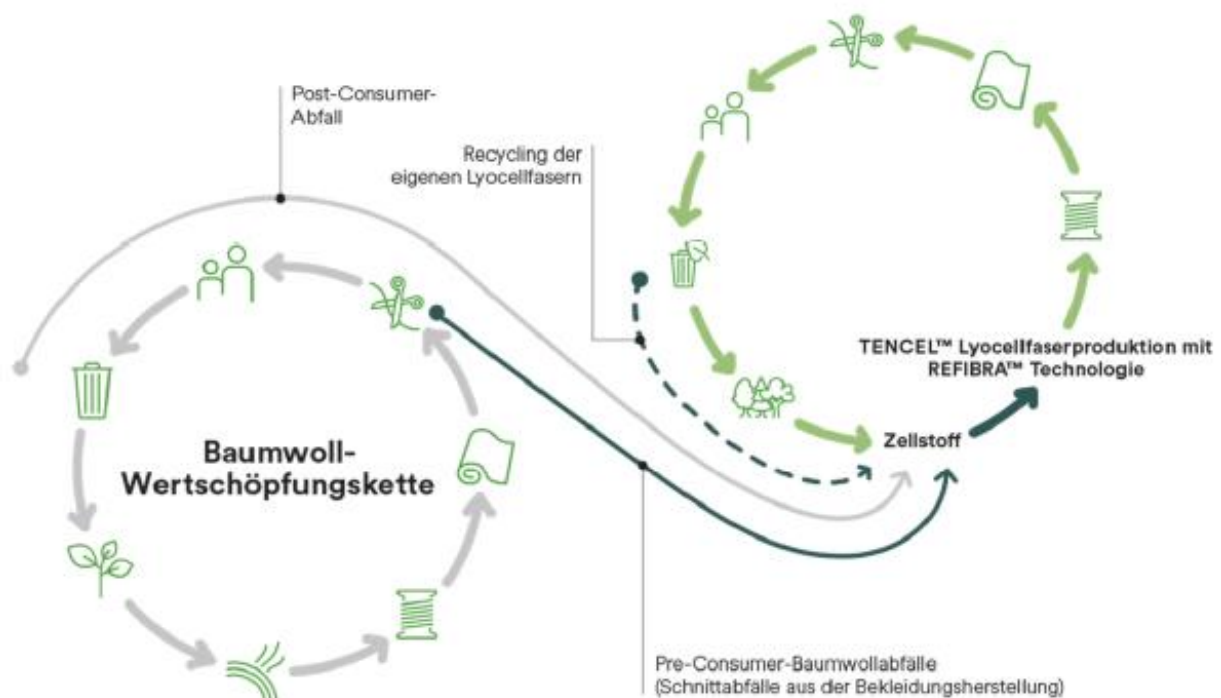 Post-Consumer-
Abfall
Recycling der
eigenen Lyocellfasern
TENCEL™ Lyocellfaserproduktion mit
REFIBRA™ Technologie
Zellstoff
Baumwoll-
Wertschöpfungskette
Pre-Consumer-Baumwollabfälle
(Schnittabfälle aus der Bekleidungsherstellung)